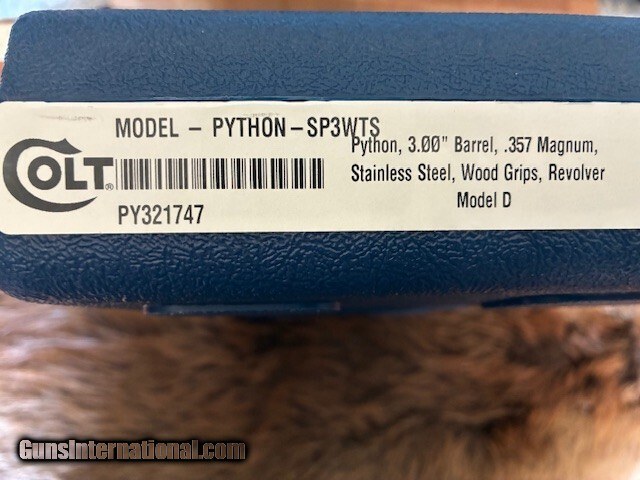 MODEL - PYTHON-SP3WTS
Python, 3.00" Barrel, .357 Magnum,
Stainless Steel, Wood Grips, Revolver
Model D
COLT®
PY321747
GunsInternational.com